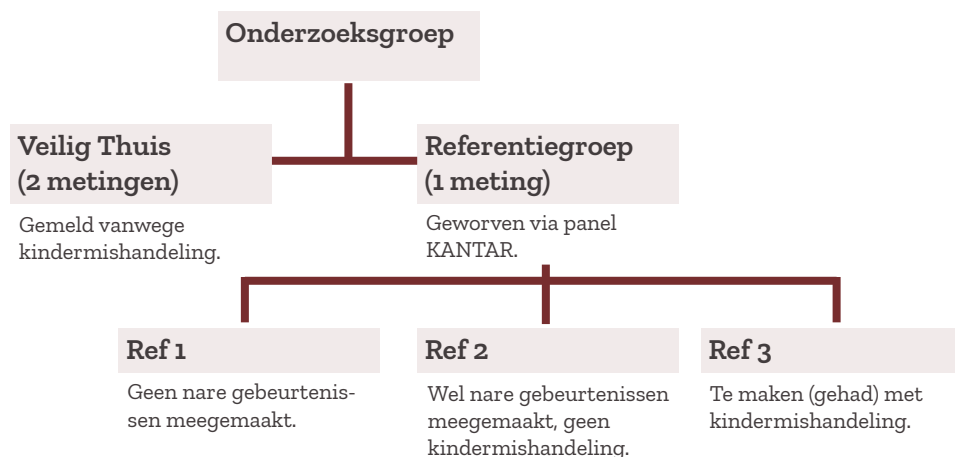 Onderzoeksgroep
Veilig Thuis
(2 metingen)
Gemeld vanwege
kindermishandeling.
Referentiegroep
(1 meting)
Geworven via panel
KANTAR.
Ref 1
Geen nare gebeurtenis-
sen meegemaakt.
Ref 2
Wel nare gebeurtenissen
meegemaakt, geen
kindermishandeling.
Ref 3
Te maken (gehad) met
kindermishandeling.